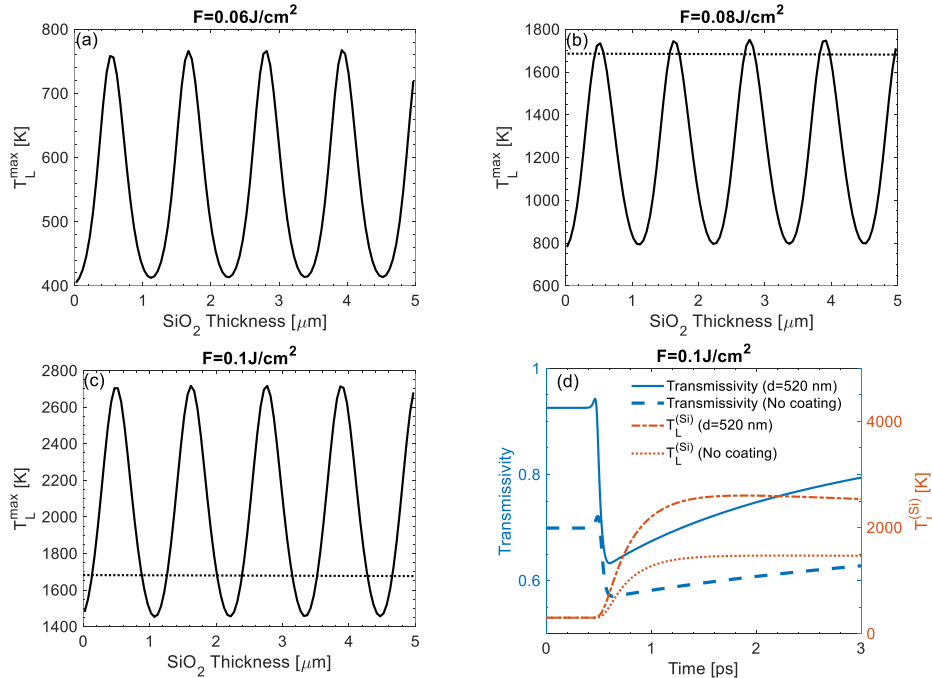 F=0.06J/cm²
(a)
800
700
600
500
400
T_L^max [K]
0 1 2 3 4 5
SiO₂ Thickness [μm]
F=0.08J/cm²
(b)
1800
1600
1400
1200
1000
800
600
T_L^max [K]
0 1 2 3 4 5
SiO₂ Thickness [μm]
F=0.1J/cm²
(c)
2800
2600
2400
2200
2000
1800
1600
1400
T_L^max [K]
0 1 2 3 4 5
SiO₂ Thickness [μm]
F=0.1J/cm²
(d)
Transmissivity (d=520 nm)
Transmissivity (No coating)
T_L^(Si) (d=520 nm)
T_L^(Si) (No coating)
1
0.8
0.6
Transmissivity
4000
2000
0
T_L^(Si) [K]
0 1 2 3
Time [ps]